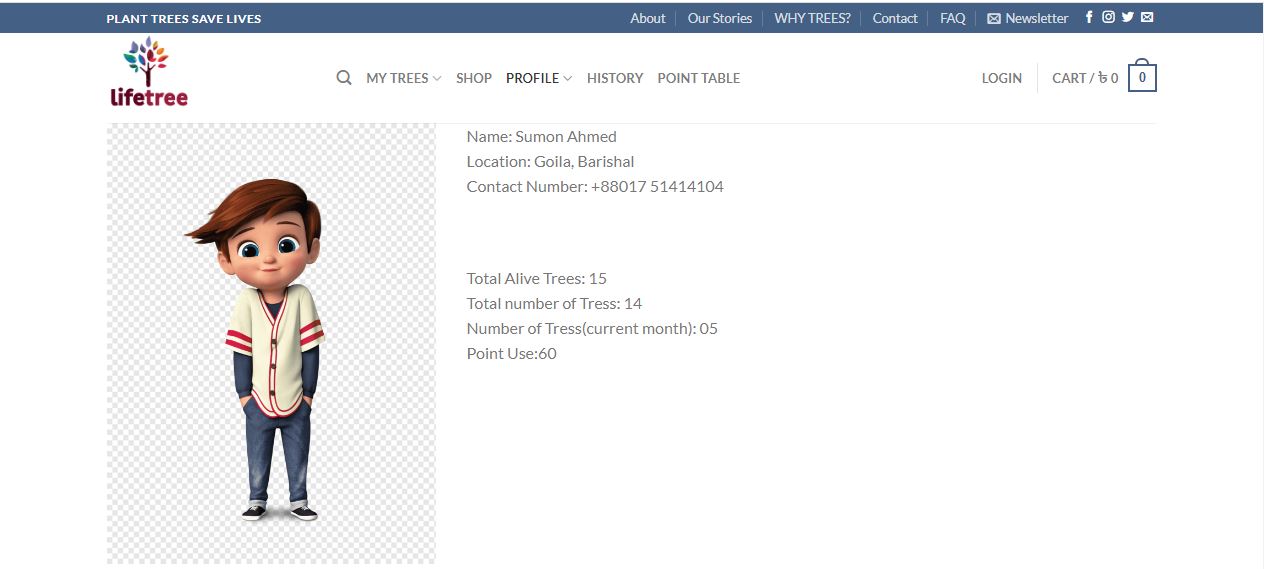 PLANT TREES SAVE LIVES
About Our Stories WHY TREES? Contact FAQ Newsletter
lifetree
MY TREES SHOP PROFILE HISTORY POINT TABLE LOGIN CART / ৳ 0 0
Name: Sumon Ahmed
Location: Goila, Barishal
Contact Number: +88017 51414104
Total Alive Trees: 15
Total number of Tress: 14
Number of Tress(current month): 05
Point Use:60